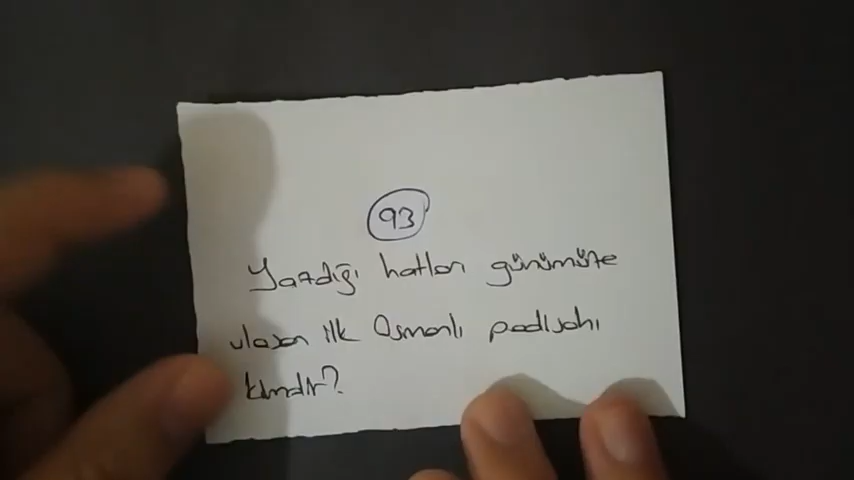 93
Yazdığı hatları günümüze
ulaşan ilk Osmanlı padişahı
kimdir?